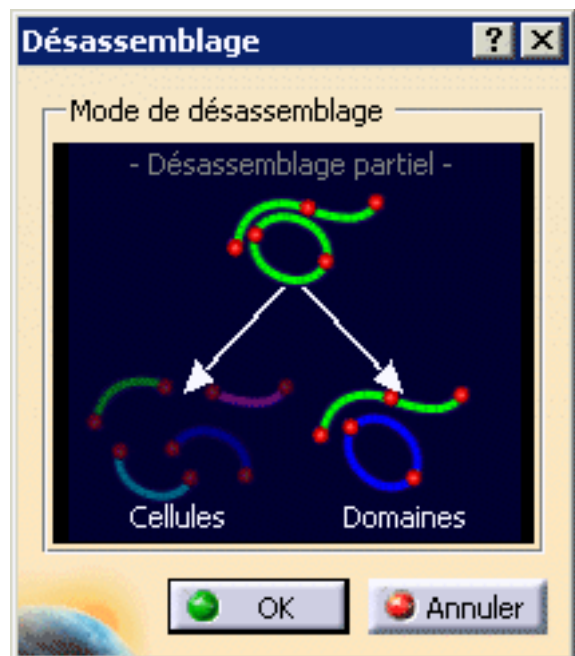 Désassemblage
Mode de désassemblage
- Désassemblage partiel -
Cellules Domaines
OK Annuler